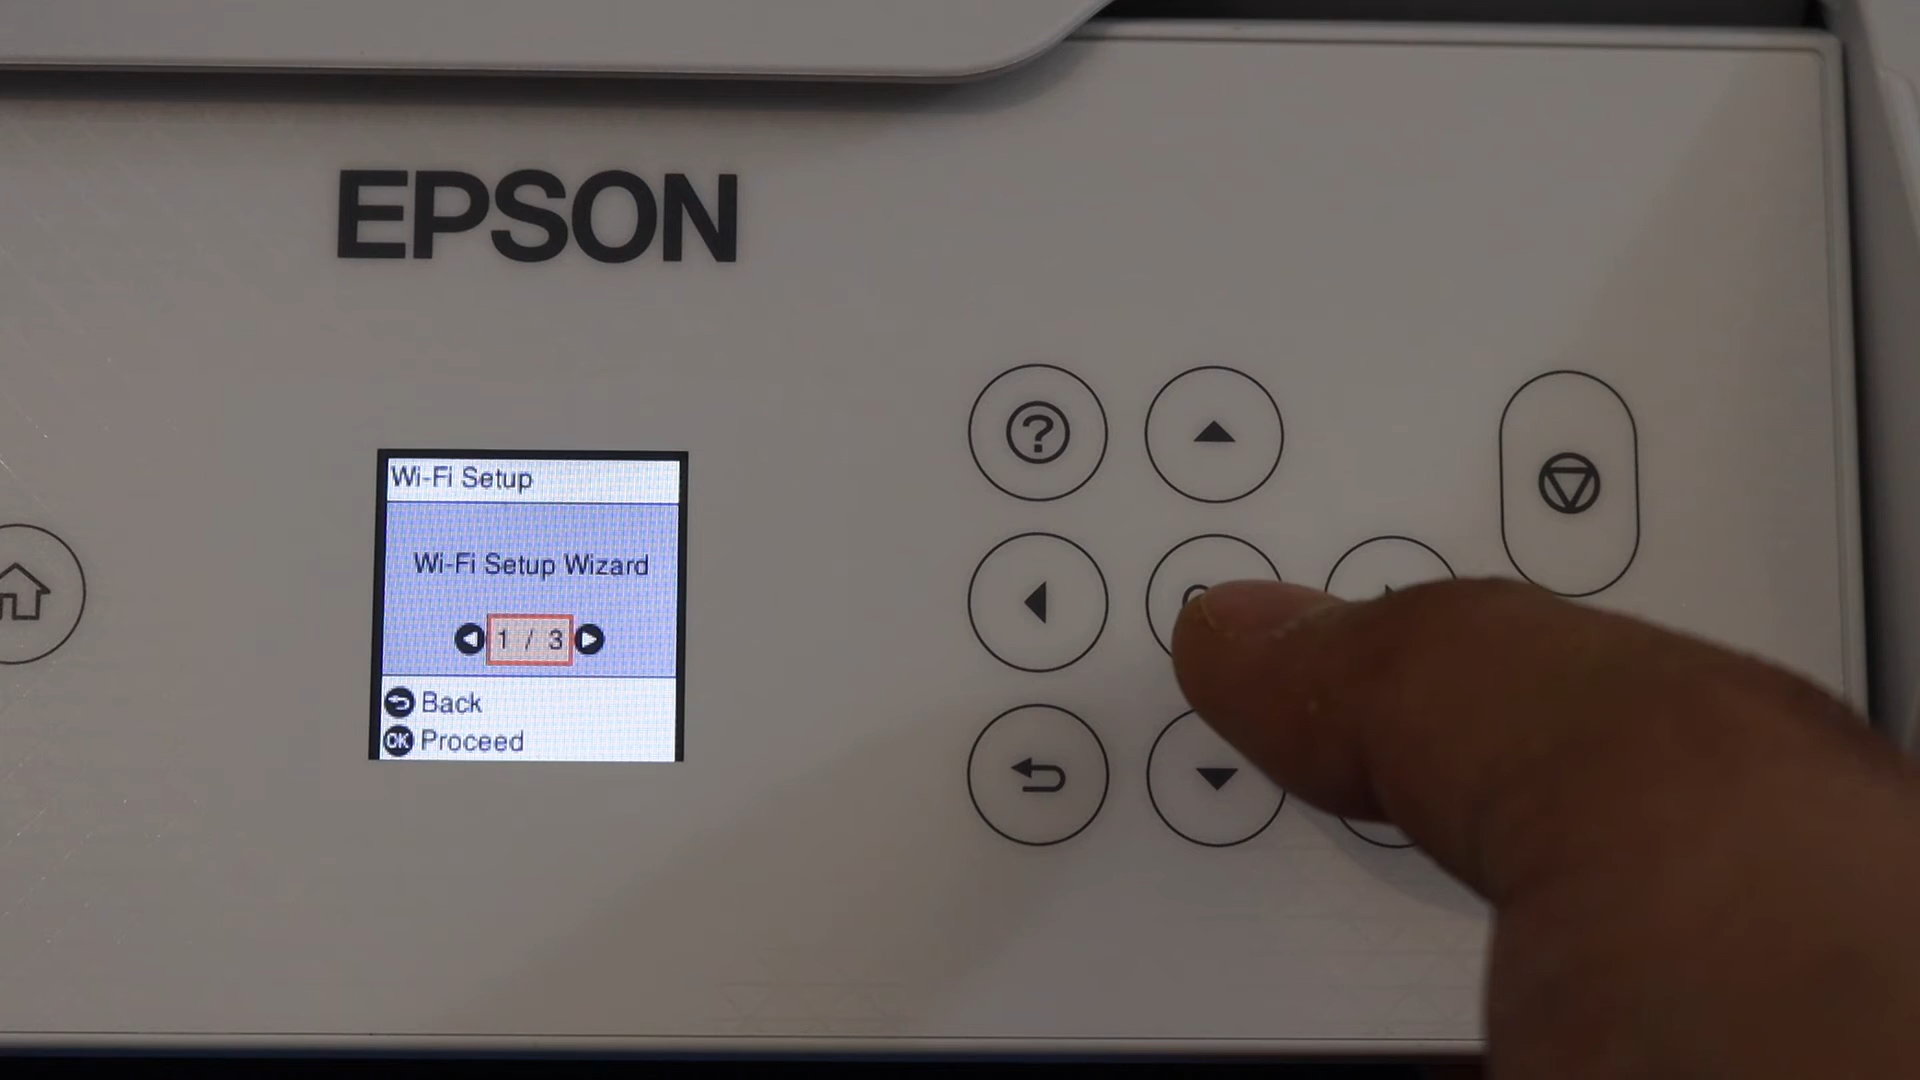 EPSON
Wi-Fi Setup
Wi-Fi Setup Wizard
1 / 3
Back
OK Proceed
?